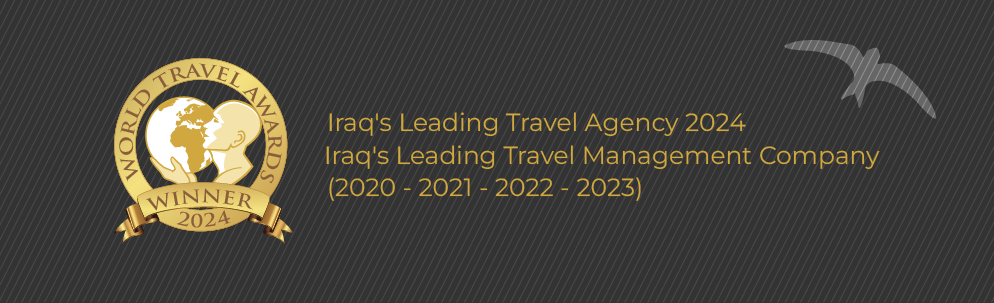 WORLD TRAVEL AWARDS
WINNER
2024
Iraq's Leading Travel Agency 2024
Iraq's Leading Travel Management Company
(2020 - 2021 - 2022 - 2023)